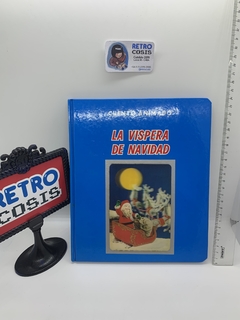 RETRO
COSIS
CUENTO ANIMADO
LA VISPERA
DE NAVIDAD
RETRO
COSIS